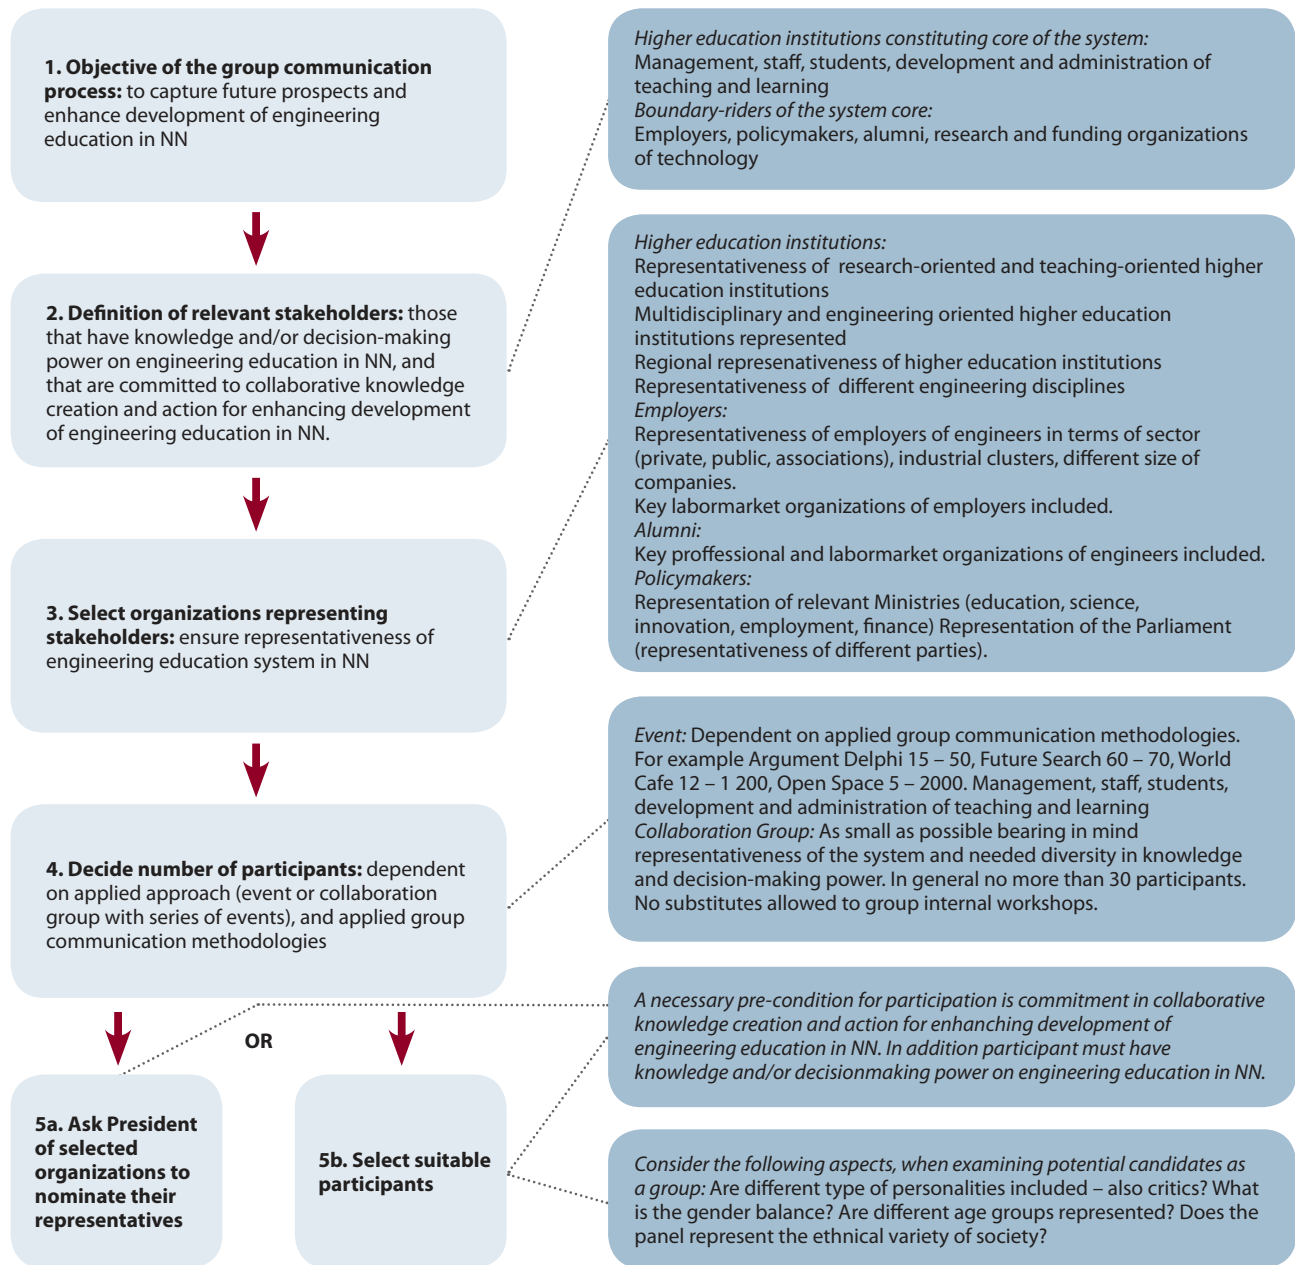 1. Objective of the group communication
process: to capture future prospects and
enhance development of engineering
education in NN
Higher education institutions constituting core of the system:
Management, staff, students, development and administration of
teaching and learning
Boundary-riders of the system core:
Employers, policymakers, alumni, research and funding organizations
of technology
2. Definition of relevant stakeholders: those
that have knowledge and/or decision-making
power on engineering education in NN, and
that are committed to collaborative knowledge
creation and action for enhancing development
of engineering education in NN.
Higher education institutions:
Representativeness of research-oriented and teaching-oriented higher
education institutions
Multidisciplinary and engineering oriented higher education
institutions represented
Regional represenativeness of higher education institutions
Representativeness of different engineering disciplines
Employers:
Representativeness of employers of engineers in terms of sector
(private, public, associations), industrial clusters, different size of
companies.
Key labormarket organizations of employers included.
Alumni:
Key proffessional and labormarket organizations of engineers included.
Policymakers:
Representation of relevant Ministries (education, science,
innovation, employment, finance) Representation of the Parliament
(representativeness of different parties).
3. Select organizations representing
stakeholders: ensure representativeness of
engineering education system in NN
4. Decide number of participants: dependent
on applied approach (event or collaboration
group with series of events), and applied group
communication methodologies
Event: Dependent on applied group communication methodologies.
For example Argument Delphi 15 – 50, Future Search 60 – 70, World
Cafe 12 – 1 200, Open Space 5 – 2000. Management, staff, students,
development and administration of teaching and learning
Collaboration Group: As small as possible bearing in mind
representativeness of the system and needed diversity in knowledge
and decision-making power. In general no more than 30 participants.
No substitutes allowed to group internal workshops.
OR
5a. Ask President
of selected
organizations to
nominate their
representatives
5b. Select suitable
participants
A necessary pre-condition for participation is commitment in collaborative
knowledge creation and action for enhanching development of
engineering education in NN. In addition participant must have
knowledge and/or decisionmaking power on engineering education in NN.
Consider the following aspects, when examining potential candidates as
a group: Are different type of personalities included – also critics? What
is the gender balance? Are different age groups represented? Does the
panel represent the ethnical variety of society?